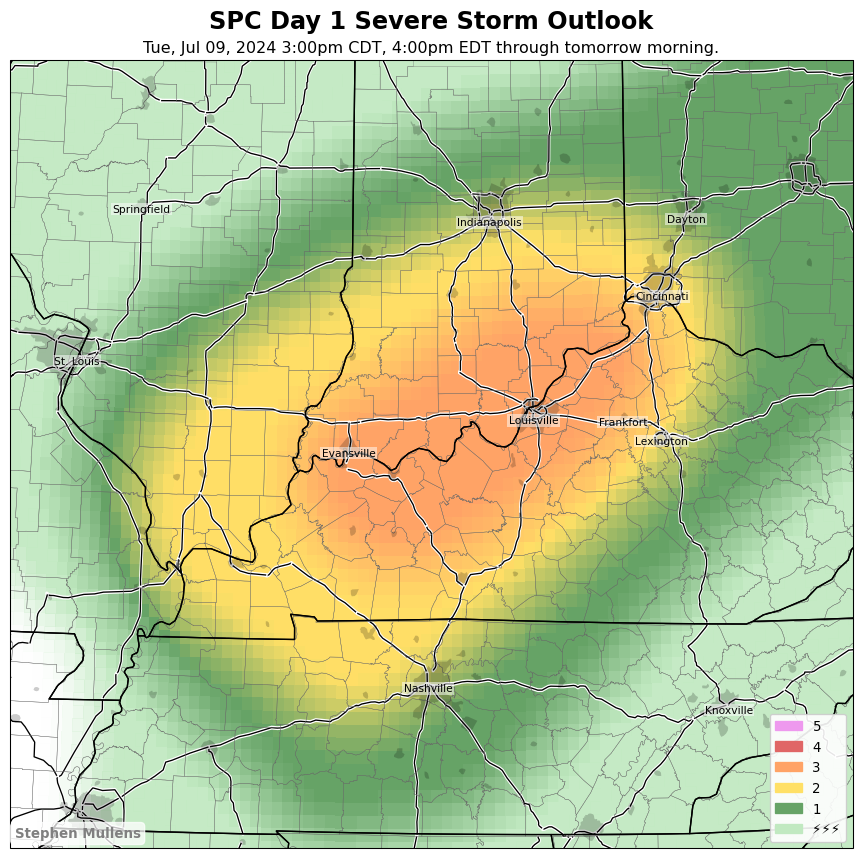 SPC Day 1 Severe Storm Outlook
Tue, Jul 09, 2024 3:00pm CDT, 4:00pm EDT through tomorrow morning.
Springfield
Indianapolis
Dayton
Cincinnati
St. Louis
Louisville
Frankfort
Lexington
Evansville
Nashville
Knoxville
5
4
3
2
1
⚡⚡⚡
Stephen Mullens